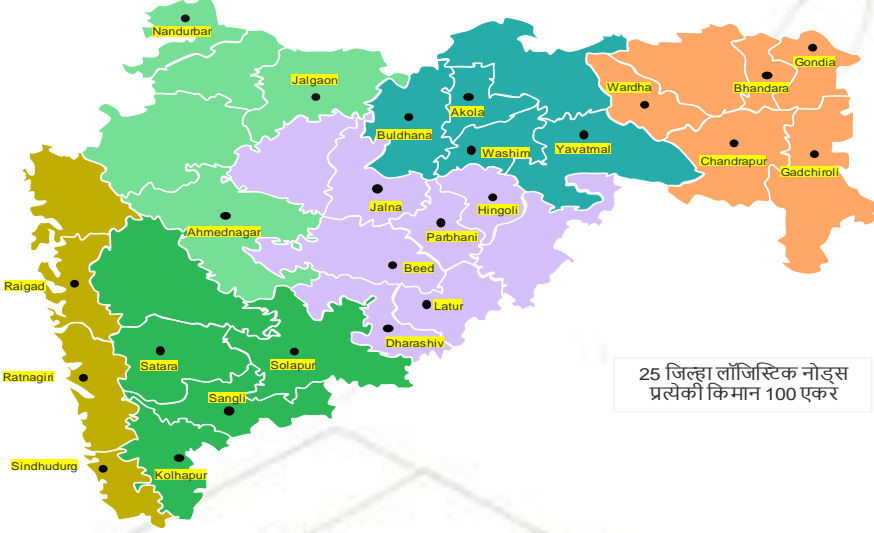 Nandurbar
Gondia
Jalgaon
Wardha
Bhandara
Akola
Buldhana
Washim
Yavatmal
Chandrapur
Gadchiroli
Jalna
Hingoli
Ahmednagar
Parbhani
Beed
Raigad
Latur
Dharashiv
Satara
Solapur
Ratnagiri
Sangli
Sindhudurg
Kolhapur
25 जिल्हा लॉजिस्टिक नोड्स
प्रत्येकी किमान 100 एकर